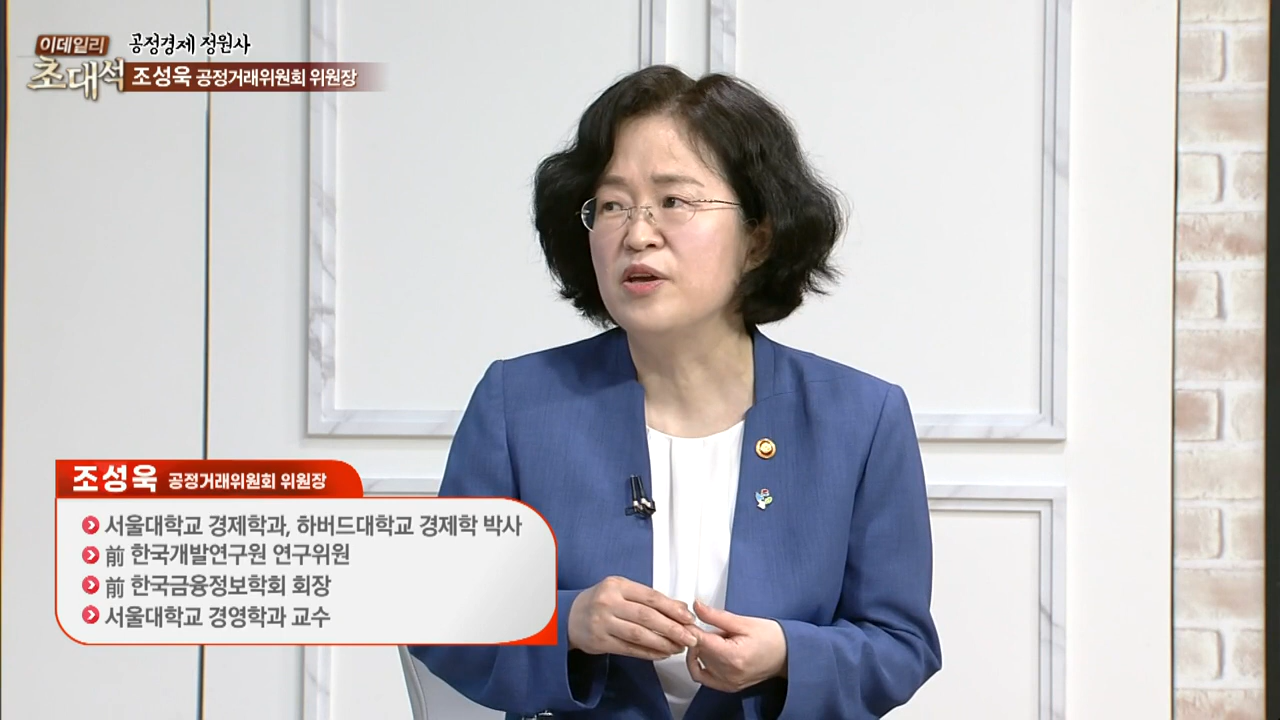 이데일리
초대석
공정경제 정원사
조성욱 공정거래위원회 위원장
조성욱 공정거래위원회 위원장
서울대학교 경제학과, 하버드대학교 경제학 박사
前 한국개발연구원 연구위원
前 한국금융정보학회 회장
서울대학교 경영학과 교수